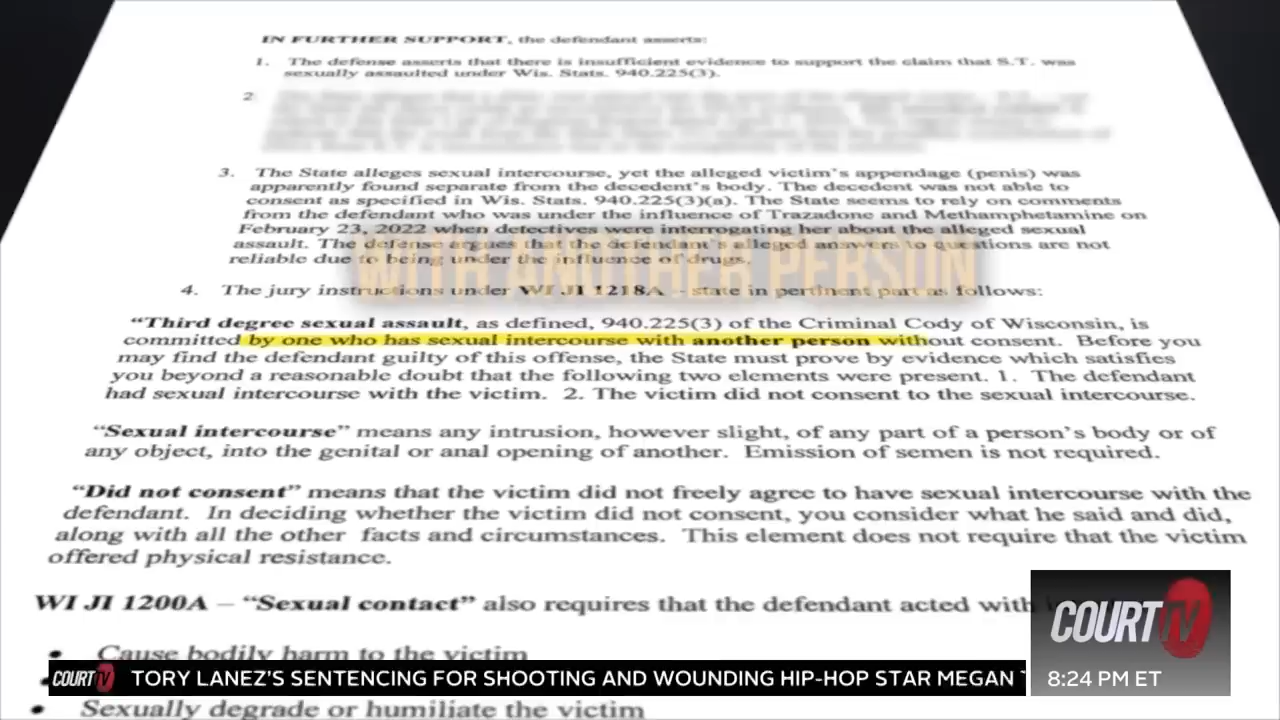 IN FURTHER SUPPORT, the defendant asserts:
1. The defense asserts that there is insufficient evidence to support the claim that S.T. was
sexually assaulted under Wis. Stats. 940.225(3).
2
3. The State alleges sexual intercourse, yet the alleged victim's appendage (penis) was
apparently found separate from the decedent's body. The decedent was not able to
consent as specified in Wis. Stats. 940.225(3)(a). The State seems to rely on comments
from the defendant who was under the influence of Trazadone and Methamphetamine on
February 23, 2022 when detectives were interrogating her about the alleged sexual
assault. The defense argues that the defendant's alleged answers to questions are not
reliable due to being under the influence of drugs.
WITH ANOTHER PERSON
4. The jury instructions under WI JI 1218A – state in pertinent part as follows:
"Third degree sexual assault, as defined, 940.225(3) of the Criminal Cody of Wisconsin, is
committed by one who has sexual intercourse with another person without consent. Before you
may find the defendant guilty of this offense, the State must prove by evidence which satisfies
you beyond a reasonable doubt that the following two elements were present. 1. The defendant
had sexual intercourse with the victim. 2. The victim did not consent to the sexual intercourse.
"Sexual intercourse" means any intrusion, however slight, of any part of a person's body or of
any object, into the genital or anal opening of another. Emission of semen is not required.
"Did not consent" means that the victim did not freely agree to have sexual intercourse with the
defendant. In deciding whether the victim did not consent, you consider what he said and did,
along with all the other facts and circumstances. This element does not require that the victim
offered physical resistance.
WI JI 1200A – "Sexual contact" also requires that the defendant acted with
• Cause bodily harm to the victim
• Sexually degrade or humiliate the victim
COURT TV
8:24 PM ET
COURT TV TORY LANEZ'S SENTENCING FOR SHOOTING AND WOUNDING HIP-HOP STAR MEGAN